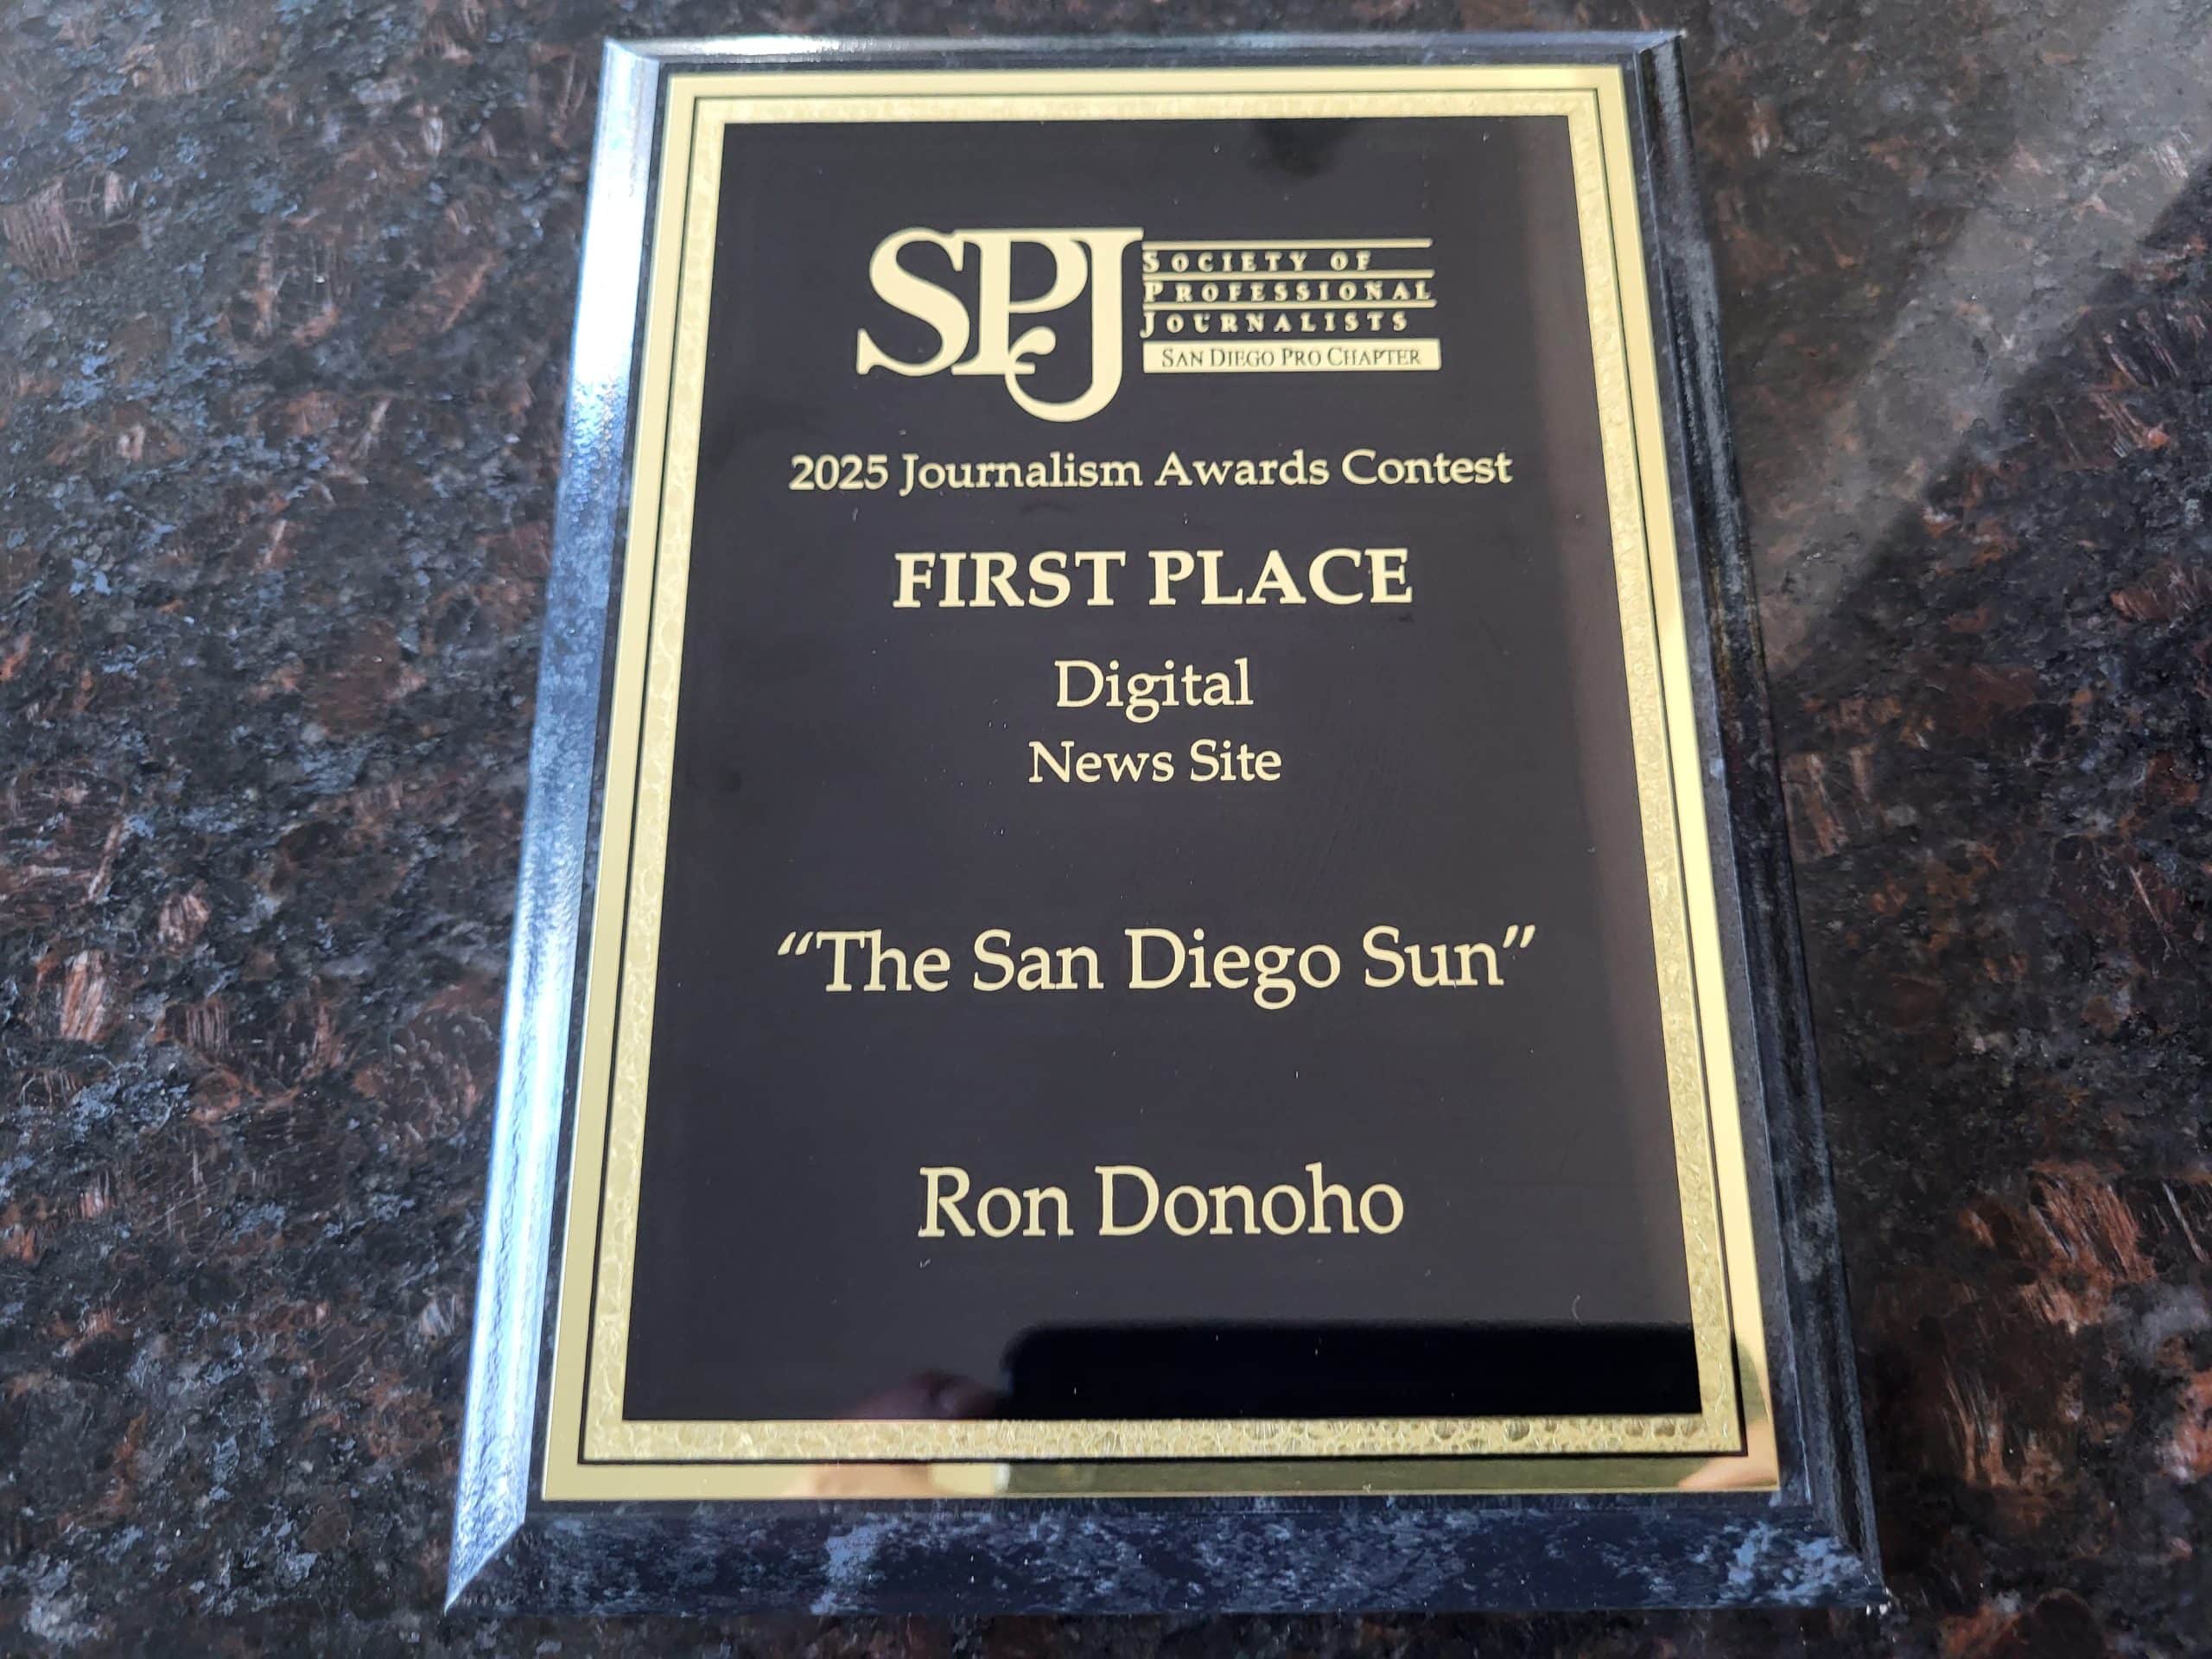 SPJ
SOCIETY OF
PROFESSIONAL
JOURNALISTS
SAN DIEGO PRO CHAPTER
2025 Journalism Awards Contest
FIRST PLACE
Digital
News Site
“The San Diego Sun”
Ron Donoho